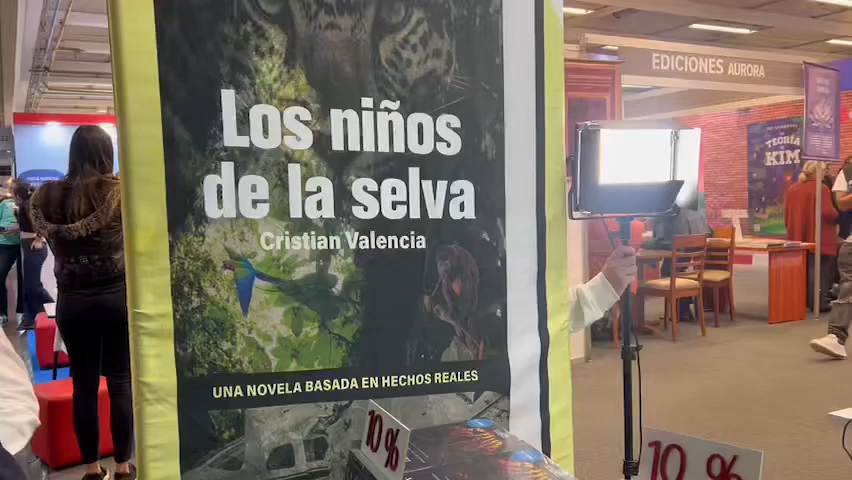 Los niños
de la selva
Cristian Valencia
UNA NOVELA BASADA EN HECHOS REALES
10%
10%
EDICIONES AURORA
TEORÍA
KIM